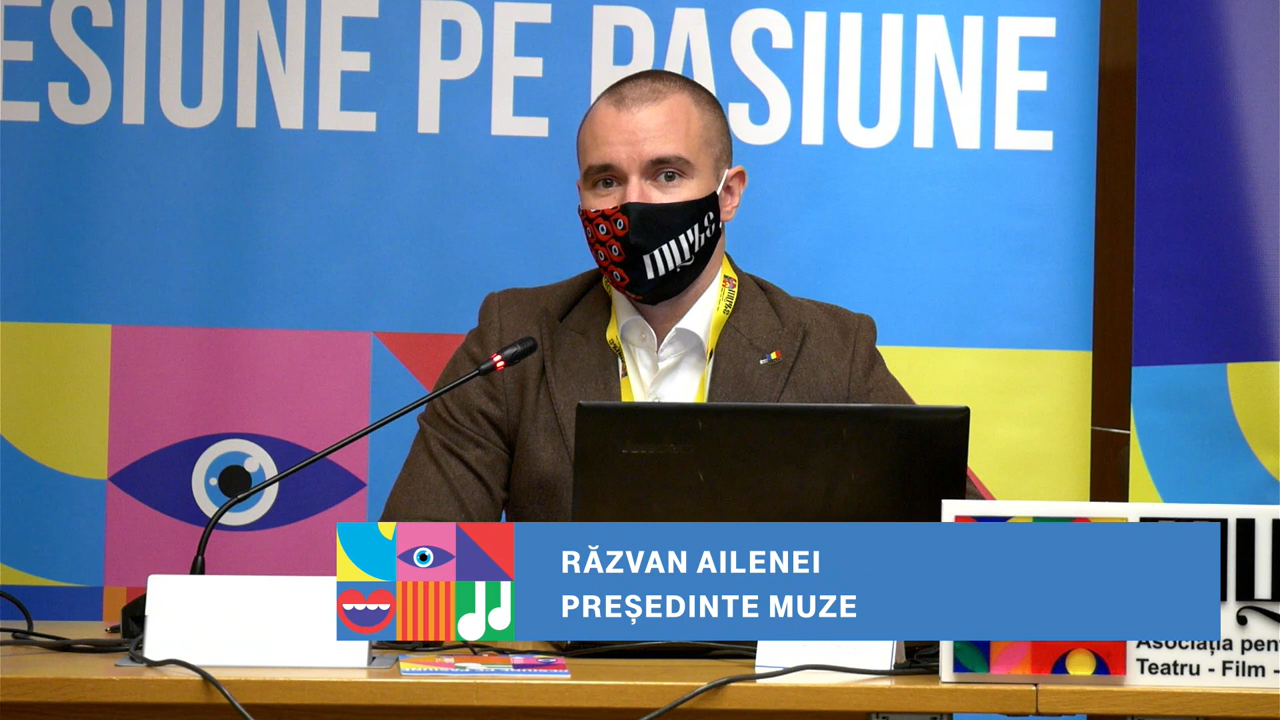 ESIUNE PE PASIUNE
muze
RĂZVAN AILENEI
PREȘEDINTE MUZE
Asociația pen
Teatru - Film -